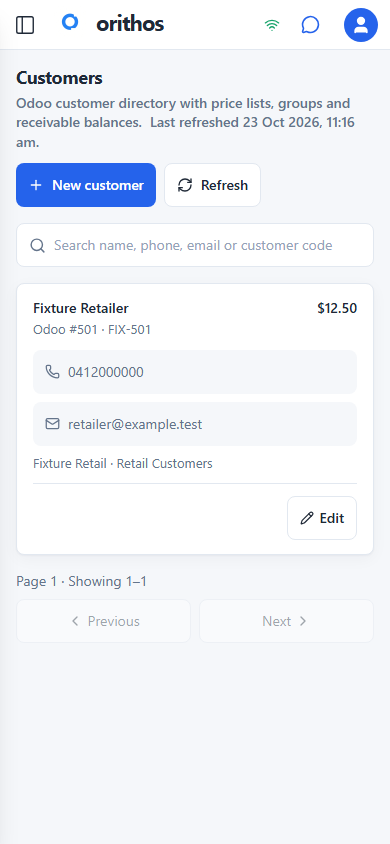 orithos
Customers
Odoo customer directory with price lists, groups and
receivable balances. Last refreshed 23 Oct 2026, 11:16
am.
New customer
Refresh
Search name, phone, email or customer code
Fixture Retailer $12.50
Odoo #501 · FIX-501
0412000000
retailer@example.test
Fixture Retail · Retail Customers
Edit
Page 1 · Showing 1–1
Previous
Next